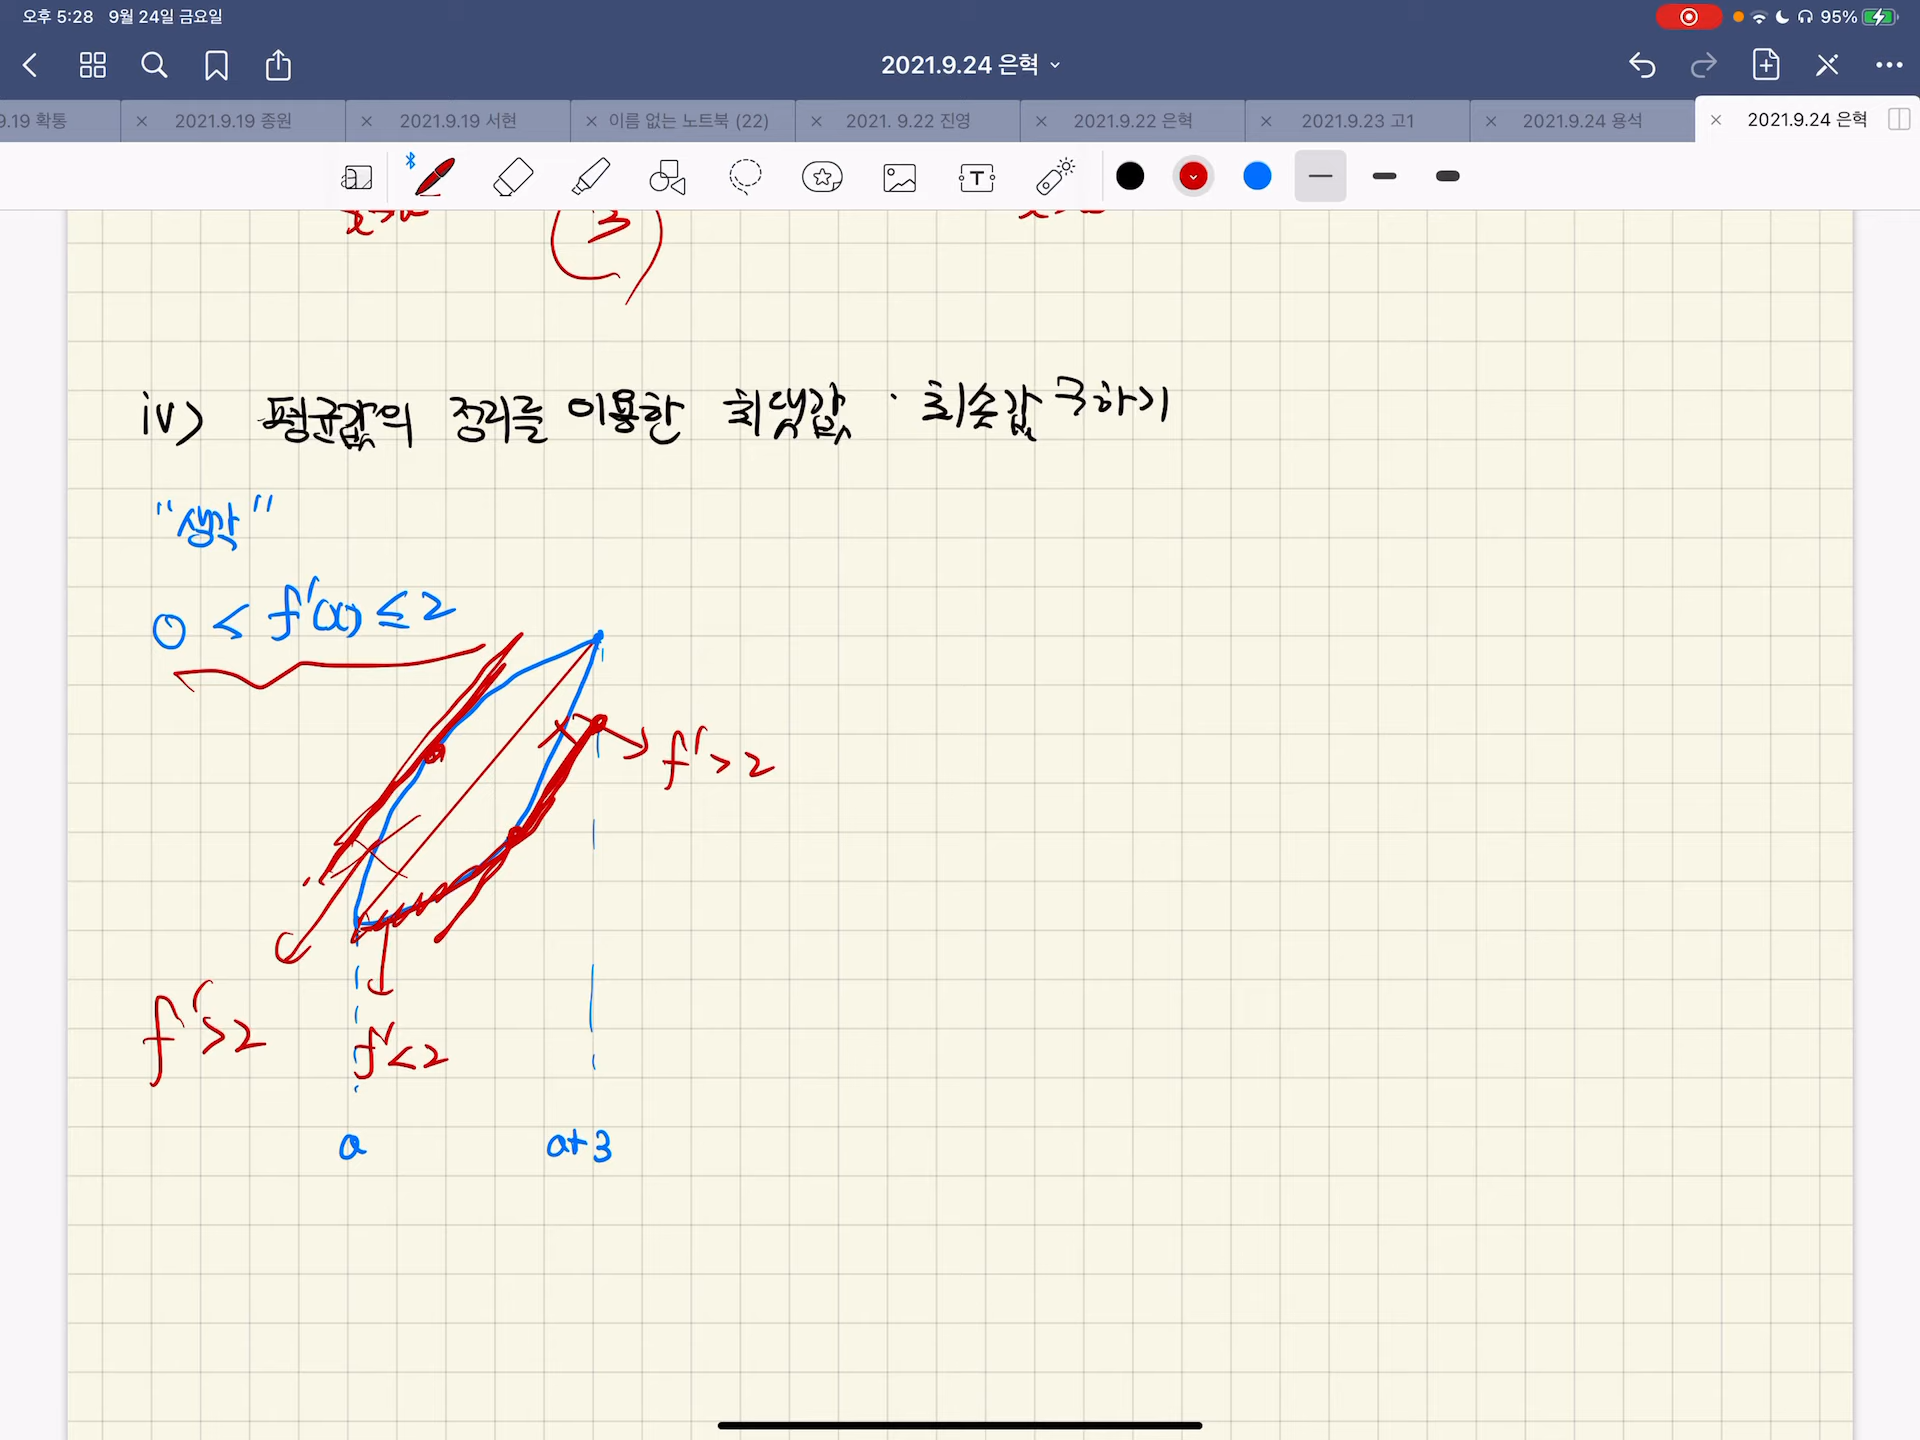 오후 5:28 9월 24일 금요일 95%
2021.9.24 은혁
9.19 확통 2021.9.19 종원 2021.9.19 서현 이름 없는 노트북 (22) 2021. 9.22 진영 2021.9.22 은혁 2021.9.23 고1 2021.9.24 용석 2021.9.24 은혁
3
iv) 평균값의 정리를 이용한 최댓값 · 최솟값 구하기
"생각"
0 < f'(x) ≤ 2
f' > 2
f' > 2
f' < 2
a a+3